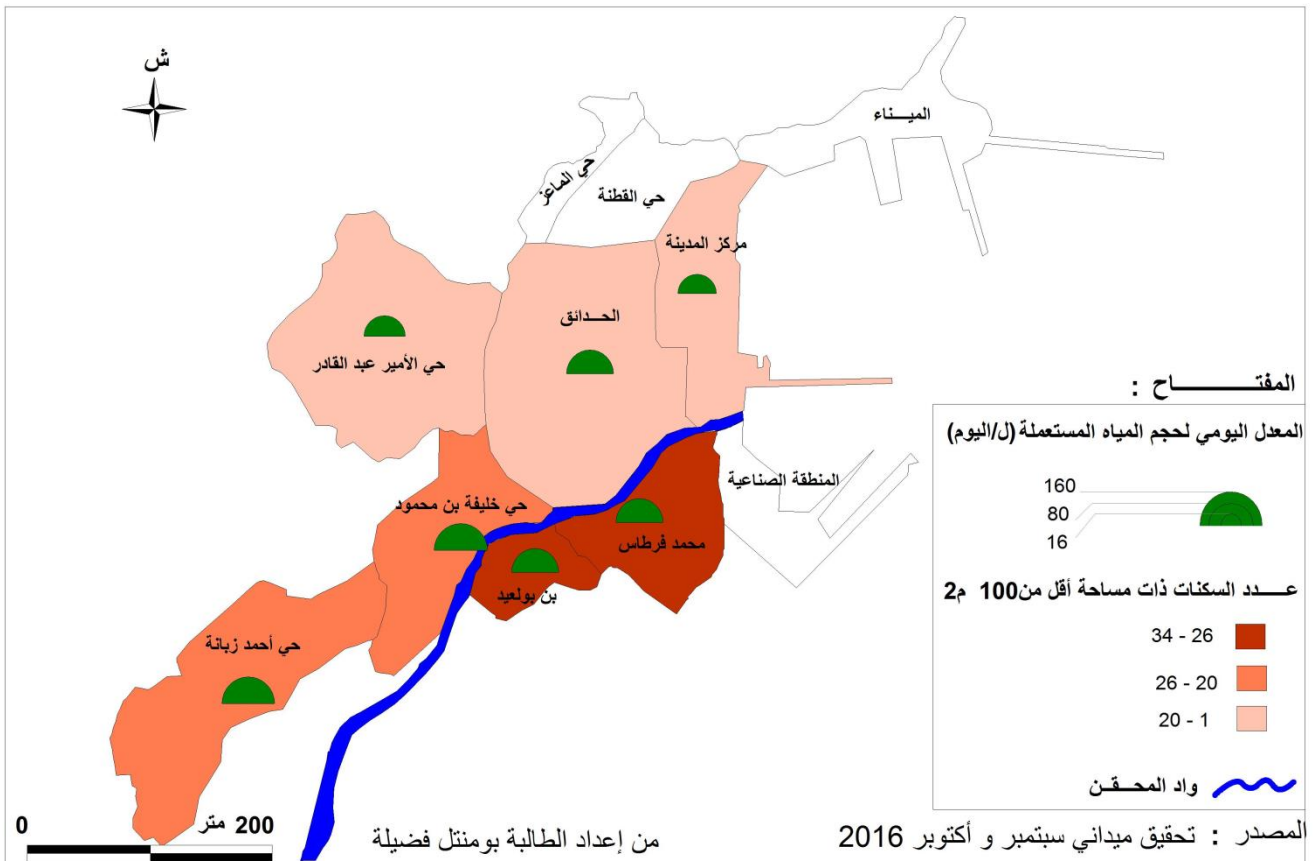 ش
الميناء
حي الماعز
حي القطنة
مركز المدينة
الحدائق
حي الأمير عبد القادر
المنطقة الصناعية
حي خليفة بن محمود
محمد قرطاس
بن بولعيد
حي أحمد زبانة
المفتاح :
المعدل اليومي لحجم المياه المستعملة (ل/اليوم)
160
80
16
عدد السكنات ذات مساحة أقل من100 م2
34 - 26
26 - 20
20 - 1
واد المحقن
0 متر 200
من إعداد الطالبة بومنتل فضيلة
المصدر : تحقيق ميداني سبتمبر و أكتوبر 2016